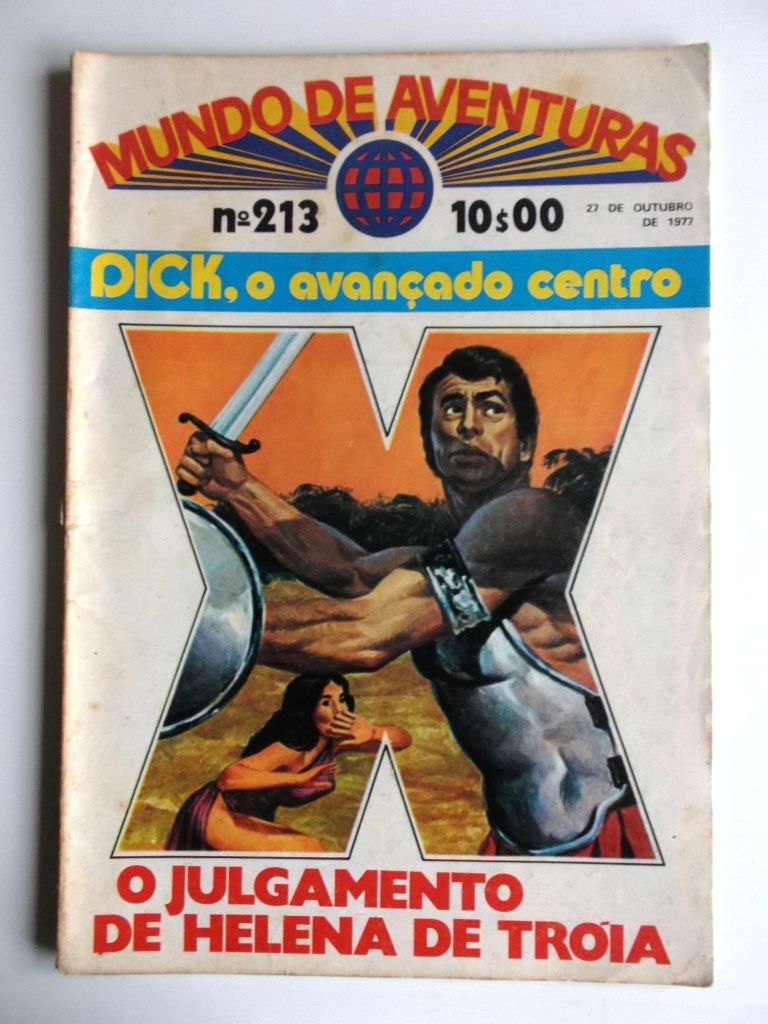 MUNDO DE AVENTURAS
nº213
10$00
27 DE OUTUBRO
DE 1977
DICK, o avançado centro
O JULGAMENTO
DE HELENA DE TRÓIA